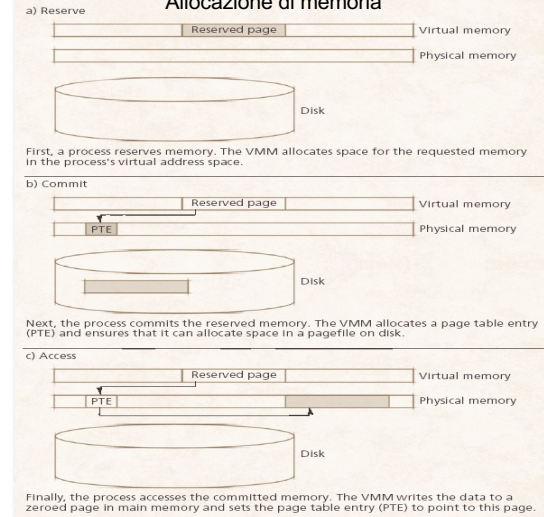 Allocazione di memoria
a) Reserve
Reserved page
Virtual memory
Physical memory
Disk
First, a process reserves memory. The VMM allocates space for the requested memory
in the process's virtual address space.
b) Commit
Reserved page
Virtual memory
PTE
Physical memory
Disk
Next, the process commits the reserved memory. The VMM allocates a page table entry
(PTE) and ensures that it can allocate space in a pagefile on disk.
c) Access
Reserved page
Virtual memory
PTE
Physical memory
Disk
Finally, the process accesses the committed memory. The VMM writes the data to a
zeroed page in main memory and sets the page table entry (PTE) to point to this page.